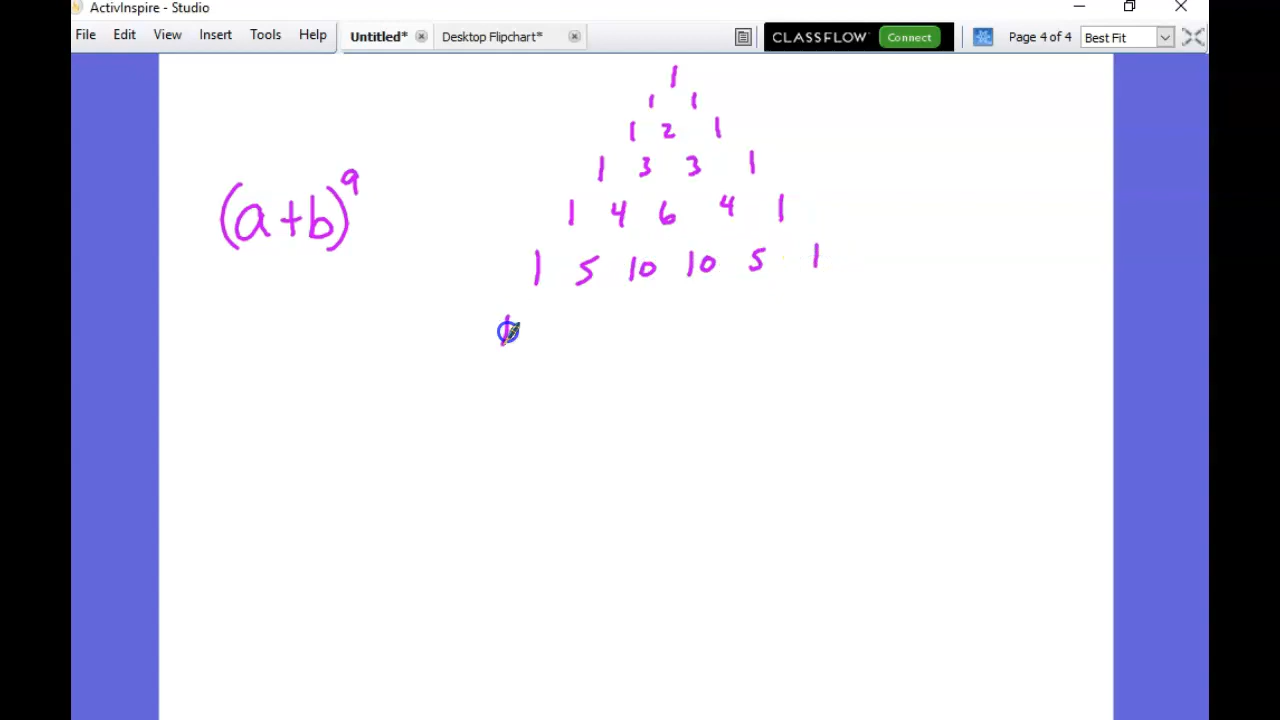 ActivInspire - Studio
File Edit View Insert Tools Help Untitled* Desktop Flipchart* CLASSFLOW Connect Page 4 of 4 Best Fit
1
1 1
1 2 1
1 3 3 1
(a+b)^9
1 4 6 4 1
1 5 10 10 5 1
1